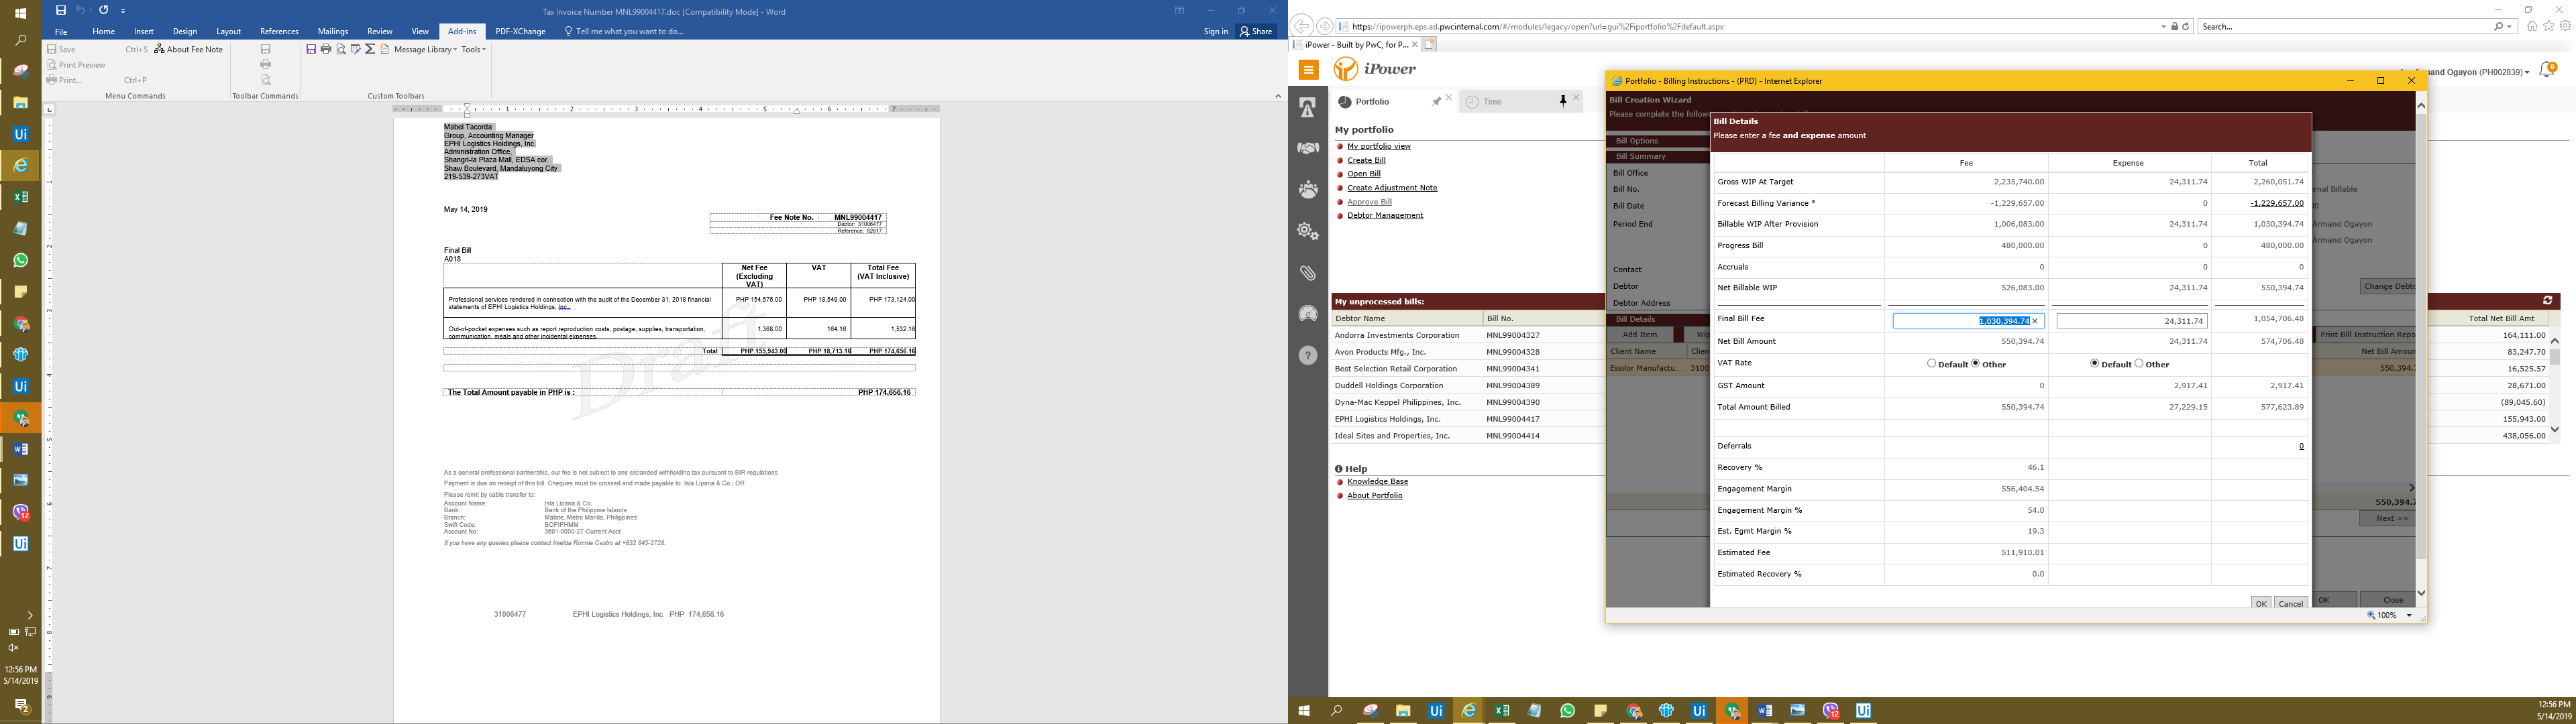 Tax Invoice Number MNL99004417.doc [Compatibility Mode] - Word
File Home Insert Design Layout References Mailings Review View Add-ins PDF-XChange Tell me what you want to do... Sign in Share
Save Ctrl+S About Fee Note
Print Preview
Print... Ctrl+P
Message Library Tools
Menu Commands Toolbar Commands Custom Toolbars
Mabel Tacorda
Group, Accounting Manager
EPHI Logistics Holdings, Inc.
Administration Office,
Shangri-la Plaza Mall, EDSA cor.
Shaw Boulevard, Mandaluyong City
219-539-273VAT
May 14, 2019
Fee Note No. MNL99004417
Debtor: 31006477
Reference: 82617
Final Bill
A018
Net Fee (Excluding VAT) VAT Total Fee (VAT Inclusive)
Professional services rendered in connection with the audit of the December 31, 2018 financial statements of EPHI Logistics Holdings, Inc. PHP 154,575.00 PHP 18,549.00 PHP 173,124.00
Out-of-pocket expenses such as report reproduction costs, postage, supplies, transportation, communication, meals and other incidental expenses. 1,368.00 164.16 1,532.16
Total PHP 155,943.00 PHP 18,713.16 PHP 174,656.16
The Total Amount payable in PHP is : PHP 174,656.16
Draft
As a general professional partnership, our fee is not subject to any expanded withholding tax pursuant to BIR regulations
Payment is due on receipt of this bill. Cheques must be crossed and made payable to Isla Lipana & Co.; OR
Please remit by cable transfer to:
Account Name: Isla Lipana & Co.
Bank: Bank of the Philippine Islands
Branch: Malate, Metro Manila, Philippines
Swift Code: BOPIPHMM
Account No: 3691-0000-27-Current Acct
If you have any queries please contact Imelda Ronnie Castro at +632 845-2728.
31006477 EPHI Logistics Holdings, Inc. PHP 174,656.16
12:56 PM
5/14/2019
https://ipowerph.eps.ad.pwcinternal.com/#/modules/legacy/open?url=gui%2Fiportfolio%2Fdefault.aspx
Search...
iPower - Built by PwC, for P...
iPower
mand Ogayon (PH002839)
Portfolio Time
My portfolio
My portfolio view
Create Bill
Open Bill
Create Adjustment Note
Approve Bill
Debtor Management
My unprocessed bills:
Debtor Name Bill No. Total Net Bill Amt
Andorra Investments Corporation MNL99004327 164,111.00
Avon Products Mfg., Inc. MNL99004328 83,247.70
Best Selection Retail Corporation MNL99004341 16,525.57
Duddell Holdings Corporation MNL99004389 28,671.00
Dyna-Mac Keppel Philippines, Inc. MNL99004390 (89,045.60)
EPHI Logistics Holdings, Inc. MNL99004417 155,943.00
Ideal Sites and Properties, Inc. MNL99004414 438,056.00
Help
Knowledge Base
About Portfolio
Portfolio - Billing Instructions - (PRD) - Internet Explorer
Bill Creation Wizard
Please complete the follow
Bill Options
Bill Summary
Bill Office
Bill No.
Bill Date
Period End
Contact
Debtor
Debtor Address
Bill Details
Add Item Wip
Client Name Clien
Essilor Manufactu... 3100
rnal Billable
Armand Ogayon
Armand Ogayon
Change Debto
Print Bill Instruction Repor
Net Bill Amoun
550,394.7
550,394.7
Next >>
OK Close
Bill Details
Please enter a fee and expense amount
Fee Expense Total
Gross WIP At Target 2,235,740.00 24,311.74 2,260,051.74
Forecast Billing Variance * -1,229,657.00 0 -1,229,657.00
Billable WIP After Provision 1,006,083.00 24,311.74 1,030,394.74
Progress Bill 480,000.00 0 480,000.00
Accruals 0 0 0
Net Billable WIP 526,083.00 24,311.74 550,394.74
Final Bill Fee 1,030,394.74 24,311.74 1,054,706.48
Net Bill Amount 550,394.74 24,311.74 574,706.48
VAT Rate Default Other Default Other
GST Amount 0 2,917.41 2,917.41
Total Amount Billed 550,394.74 27,229.15 577,623.89
Deferrals 0
Recovery % 46.1
Engagement Margin 556,404.54
Engagement Margin % 54.0
Est. Egmt Margin % 19.3
Estimated Fee 511,910.01
Estimated Recovery % 0.0
OK Cancel
100%
12:56 PM
5/14/2019